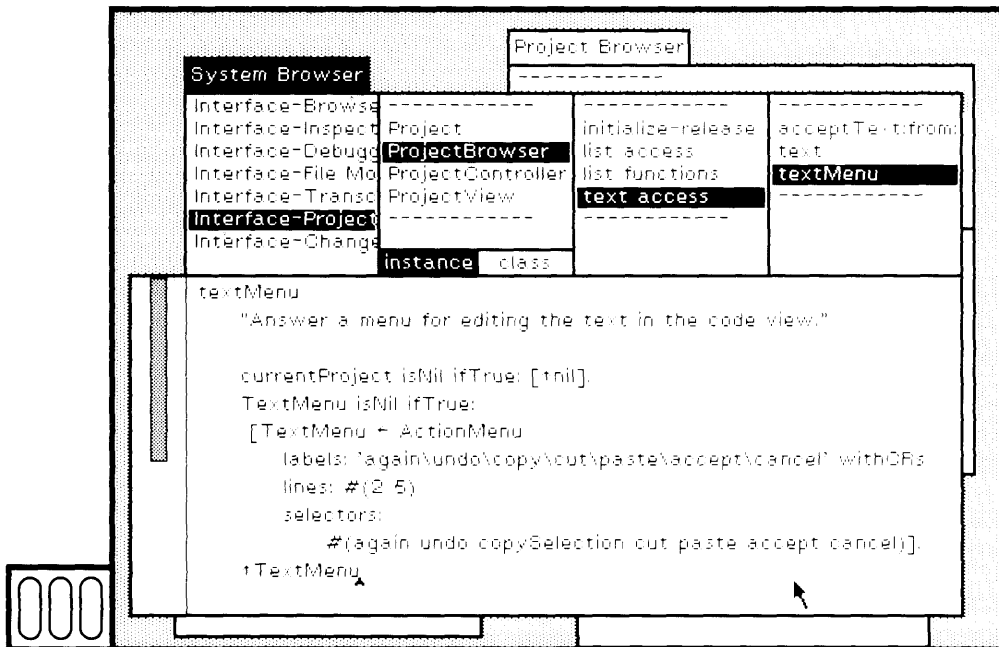 Project Browser
System Browser
------------
Interface-Browse
Interface-Inspect
Interface-Debugg
Interface-File Mo
Interface-Transc
Interface-Project
Interface-Change
------------
Project
ProjectBrowser
ProjectController
ProjectView
------------
instance class
------------
initialize-release
list access
list functions
text access
------------
------------
acceptText:from:
text
textMenu
------------
textMenu
"Answer a menu for editing the text in the code view."
currentProject isNil ifTrue: [↑nil].
TextMenu isNil ifTrue:
[TextMenu ← ActionMenu
labels: 'again\undo\copy\cut\paste\accept\cancel' withCRs
lines: #(2 5)
selectors:
#(again undo copySelection cut paste accept cancel)].
↑TextMenu